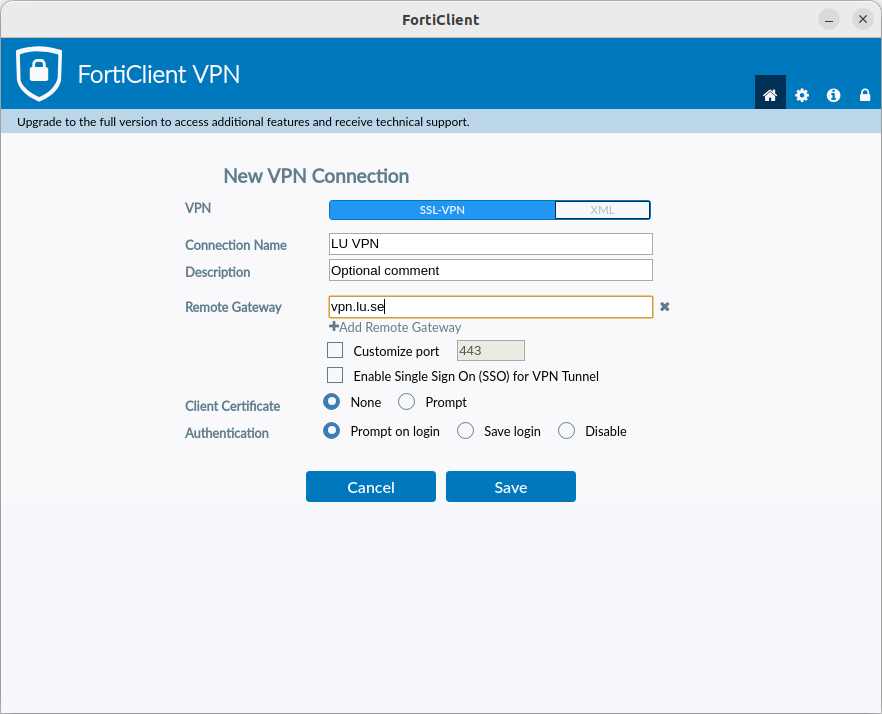 FortiClient
FortiClient VPN
Upgrade to the full version to access additional features and receive technical support.
New VPN Connection
VPN SSL-VPN XML
Connection Name LU VPN
Description Optional comment
Remote Gateway vpn.lu.se
Add Remote Gateway
Customize port 443
Enable Single Sign On (SSO) for VPN Tunnel
Client Certificate None Prompt
Authentication Prompt on login Save login Disable
Cancel Save